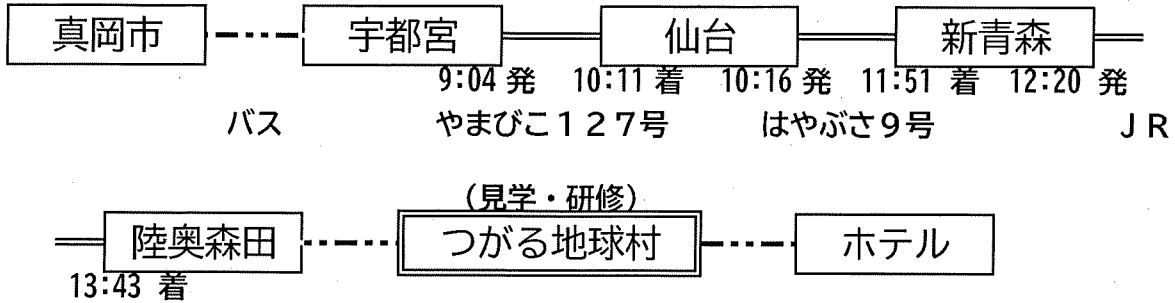 真岡市 宇都宮 仙台 新青森
9:04 発 10:11 着 10:16 発 11:51 着 12:20 発
バス やまびこ１２７号 はやぶさ９号 ＪＲ
（見学・研修）
陸奥森田 つがる地球村 ホテル
13:43 着